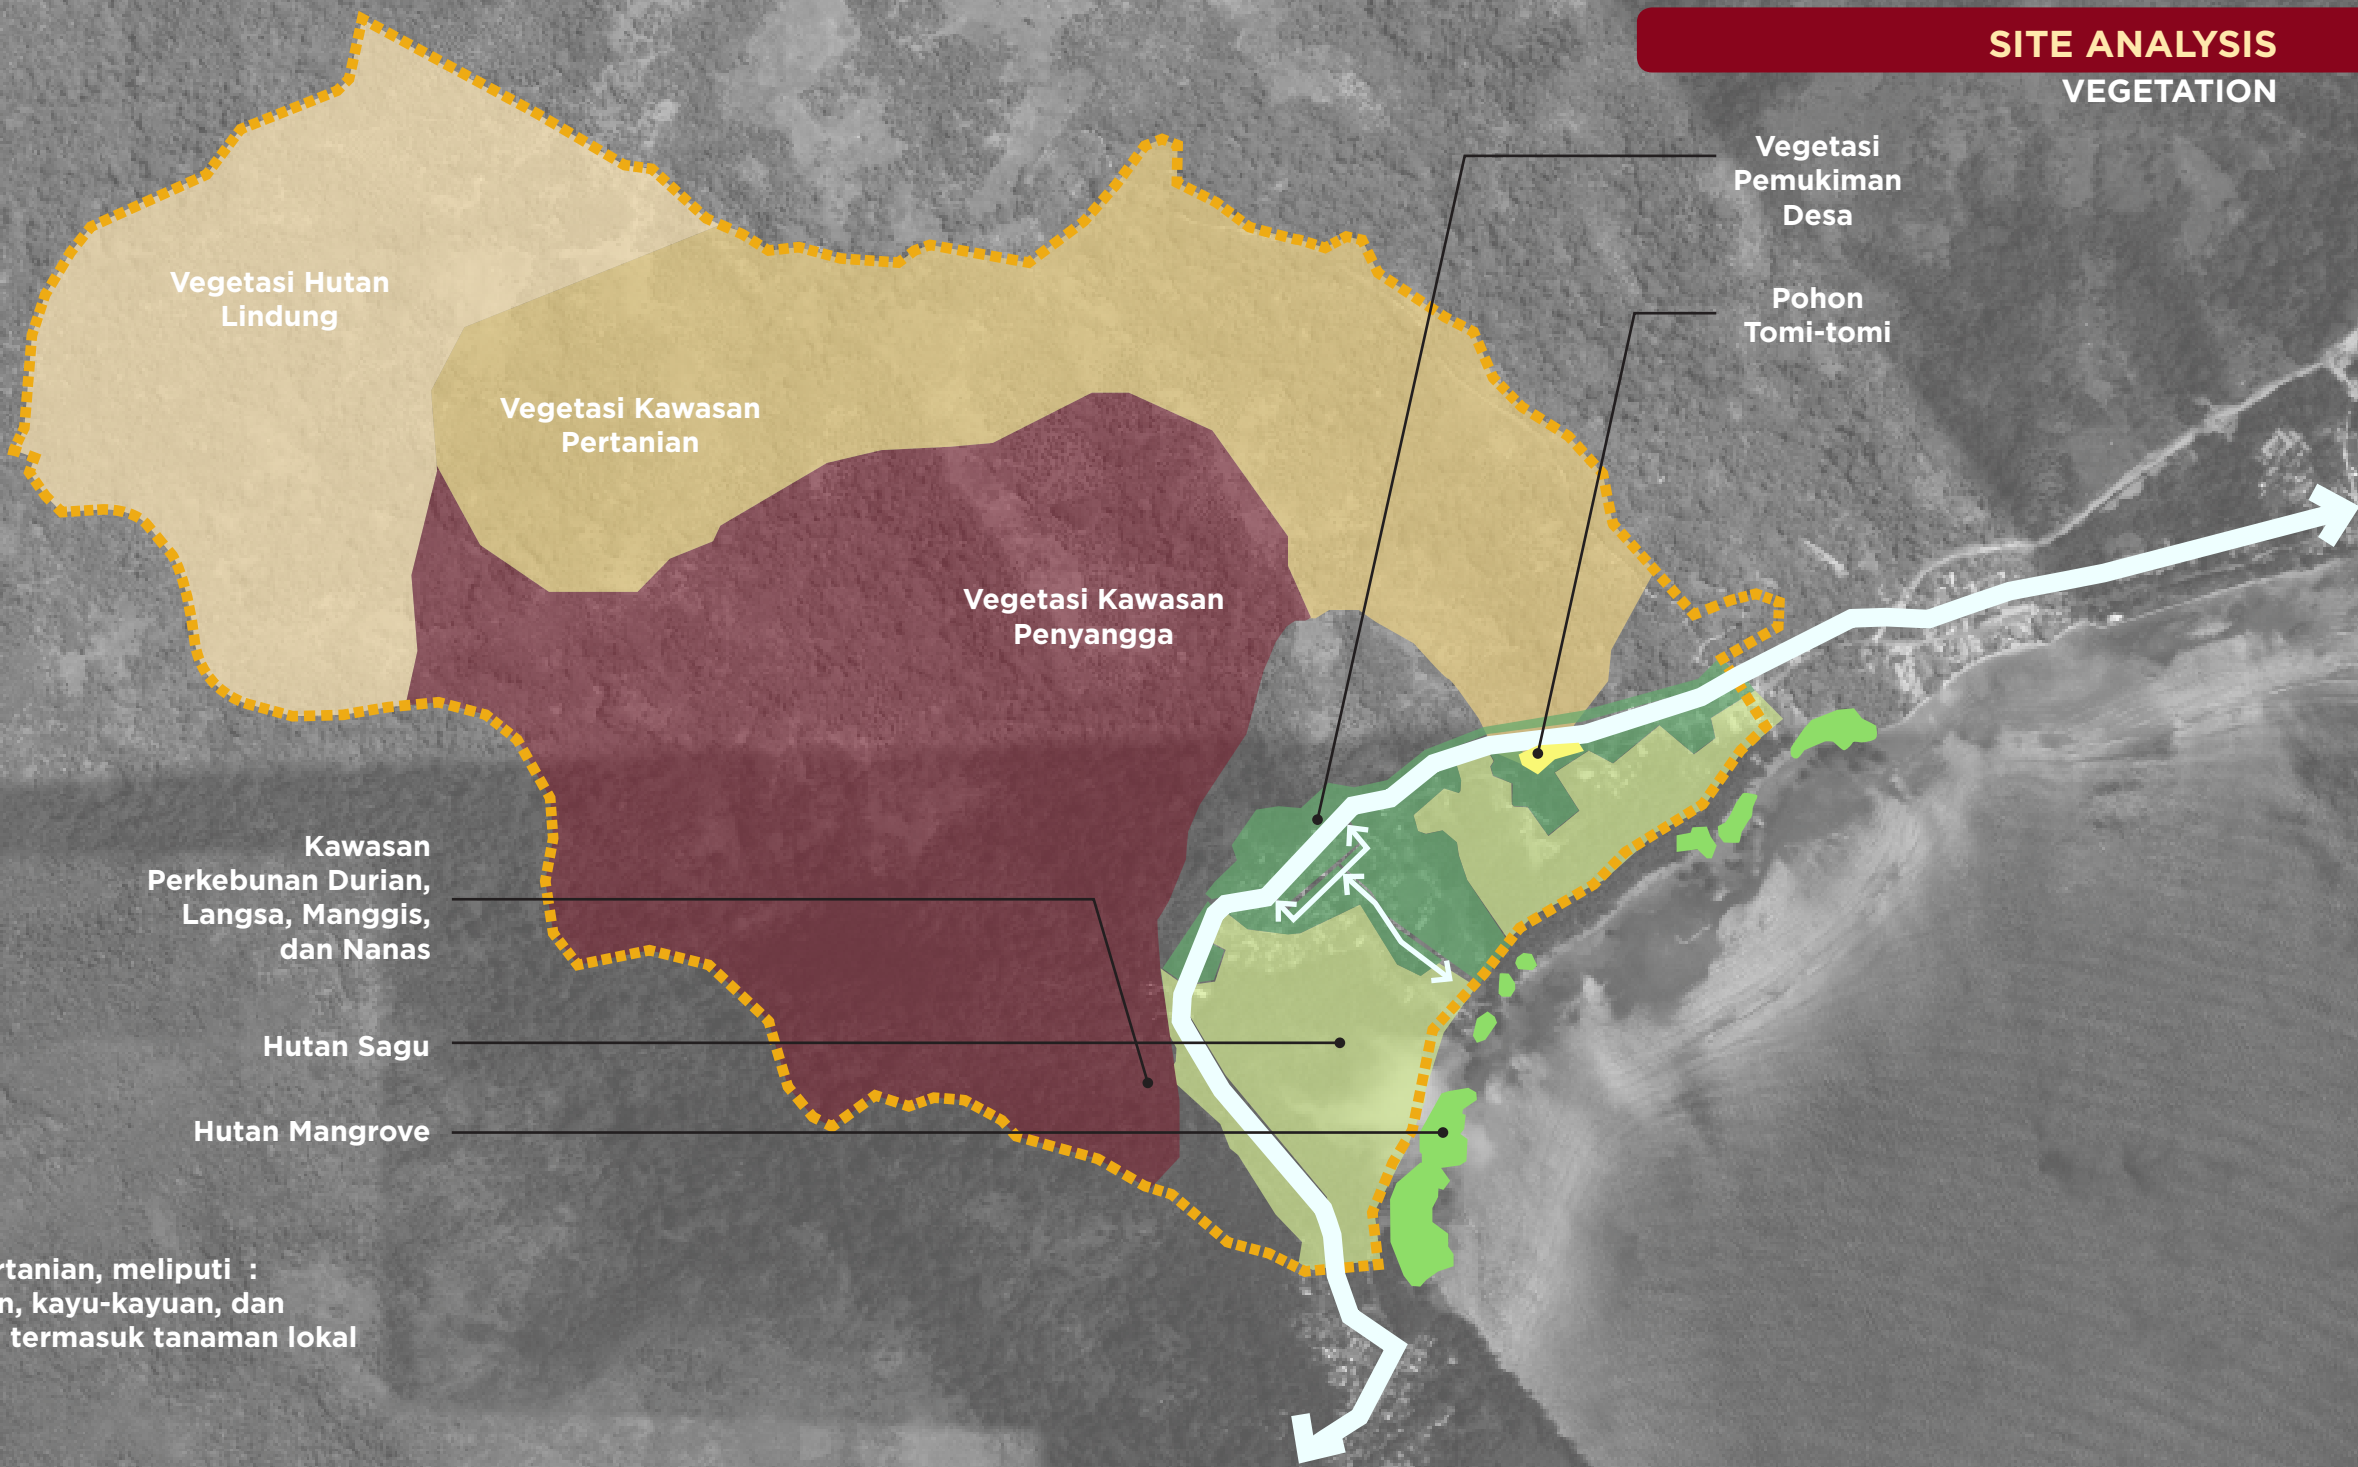 SITE ANALYSIS
VEGETATION
Vegetasi
Pemukiman
Desa
Pohon
Tomi-tomi
Vegetasi Hutan
Lindung
Vegetasi Kawasan
Pertanian
Vegetasi Kawasan
Penyangga
Kawasan
Perkebunan Durian,
Langsa, Manggis,
dan Nanas
Hutan Sagu
Hutan Mangrove
meliputi :
kayu-kayuan, dan
termasuk tanaman lokal